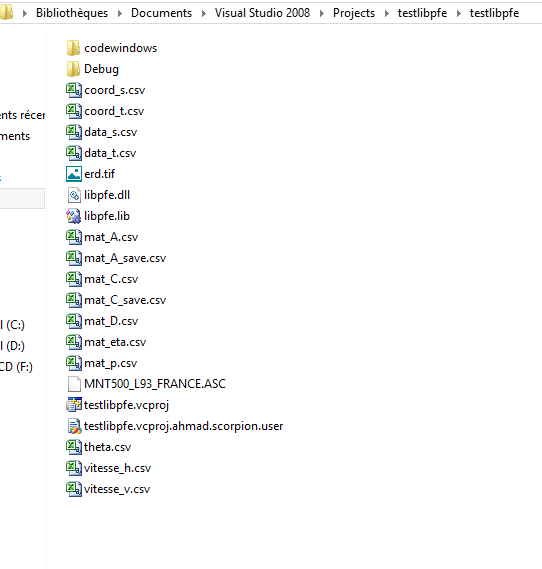 Bibliothèques Documents Visual Studio 2008 Projects testlibpfe testlibpfe
codewindows
Debug
ents récer
coord_s.csv
coord_t.csv
ments
data_s.csv
data_t.csv
erd.tif
s
libpfe.dll
libpfe.lib
mat_A.csv
mat_A_save.csv
mat_C.csv
mat_C_save.csv
l (C:)
mat_D.csv
l (D:)
mat_eta.csv
CD (F:)
mat_p.csv
MNT500_L93_FRANCE.ASC
testlibpfe.vcproj
testlibpfe.vcproj.ahmad.scorpion.user
theta.csv
vitesse_h.csv
vitesse_v.csv